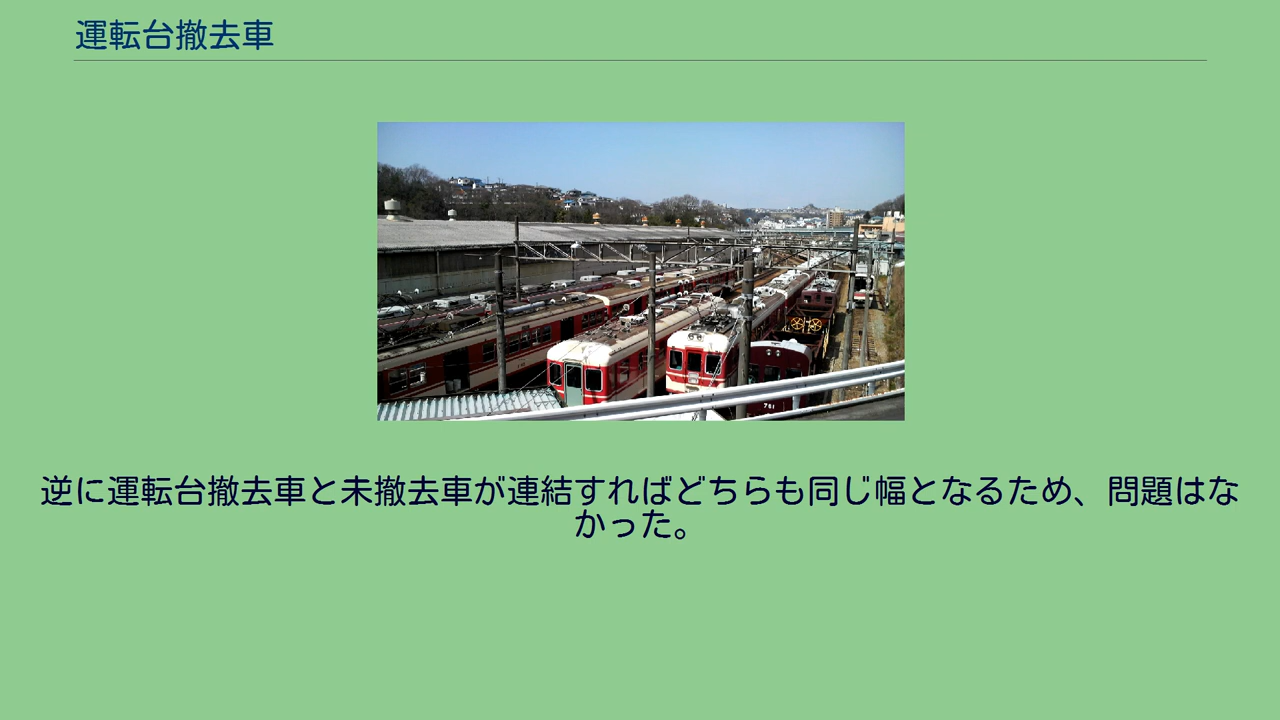 運転台撤去車
761
逆に運転台撤去車と未撤去車が連結すればどちらも同じ幅となるため、問題はな
かった。